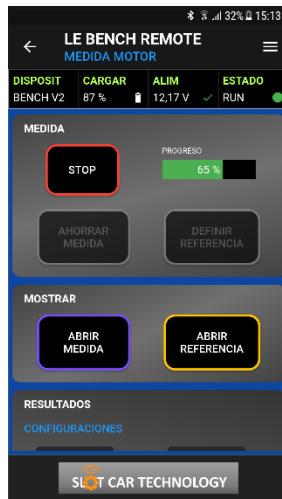 32% 15:13
LE BENCH REMOTE
MEDIDA MOTOR
DISPOSIT CARGAR ALIM ESTADO
BENCH V2 87 % 12,17 V RUN
MEDIDA
PROGRESO
STOP
65 %
AHORRAR
MEDIDA
DEFINIR
REFERENCIA
MOSTRAR
ABRIR
MEDIDA
ABRIR
REFERENCIA
RESULTADOS
CONFIGURACIONES
SLOT CAR TECHNOLOGY